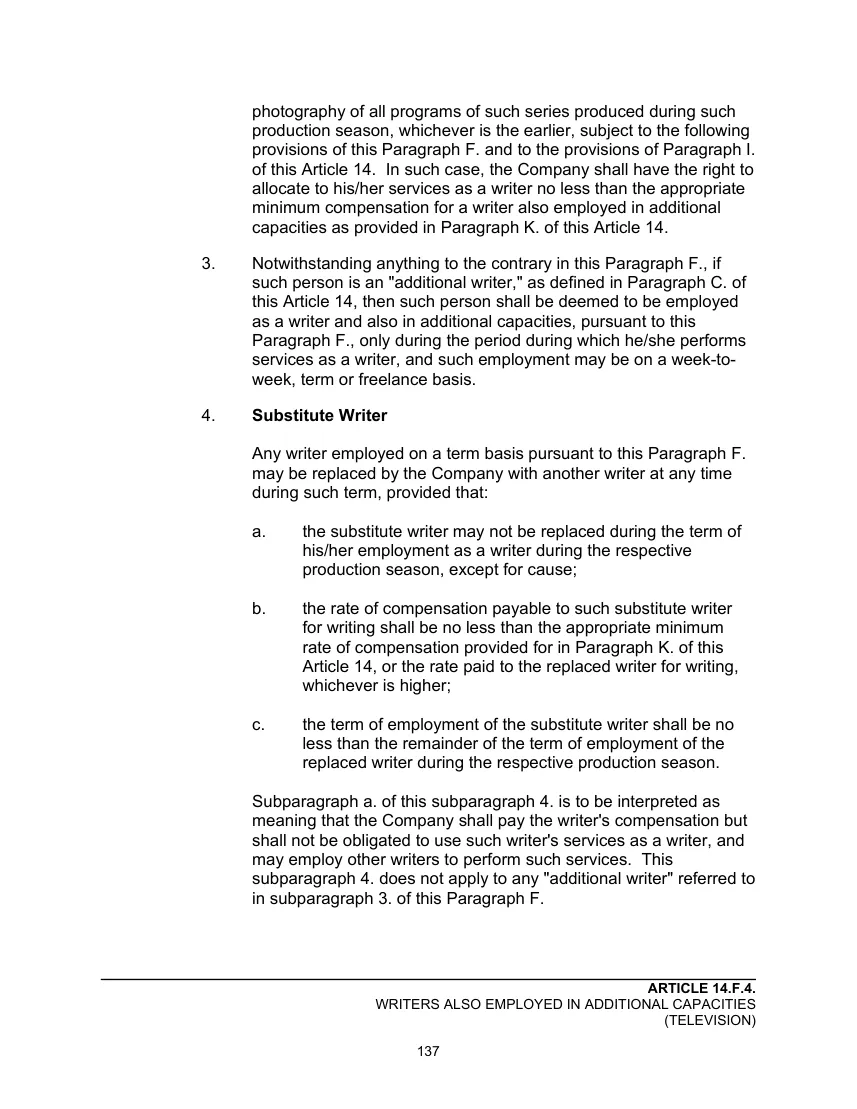 photography of all programs of such series produced during such
production season, whichever is the earlier, subject to the following
provisions of this Paragraph F. and to the provisions of Paragraph I.
of this Article 14.  In such case, the Company shall have the right to
allocate to his/her services as a writer no less than the appropriate
minimum compensation for a writer also employed in additional
capacities as provided in Paragraph K. of this Article 14.
3. Notwithstanding anything to the contrary in this Paragraph F., if
such person is an "additional writer," as defined in Paragraph C. of
this Article 14, then such person shall be deemed to be employed
as a writer and also in additional capacities, pursuant to this
Paragraph F., only during the period during which he/she performs
services as a writer, and such employment may be on a week-to-
week, term or freelance basis.
4. Substitute Writer
Any writer employed on a term basis pursuant to this Paragraph F.
may be replaced by the Company with another writer at any time
during such term, provided that:
a. the substitute writer may not be replaced during the term of
his/her employment as a writer during the respective
production season, except for cause;
b. the rate of compensation payable to such substitute writer
for writing shall be no less than the appropriate minimum
rate of compensation provided for in Paragraph K. of this
Article 14, or the rate paid to the replaced writer for writing,
whichever is higher;
c. the term of employment of the substitute writer shall be no
less than the remainder of the term of employment of the
replaced writer during the respective production season.
Subparagraph a. of this subparagraph 4. is to be interpreted as
meaning that the Company shall pay the writer's compensation but
shall not be obligated to use such writer's services as a writer, and
may employ other writers to perform such services.  This
subparagraph 4. does not apply to any "additional writer" referred to
in subparagraph 3. of this Paragraph F.
ARTICLE 14.F.4.
WRITERS ALSO EMPLOYED IN ADDITIONAL CAPACITIES
(TELEVISION)
137